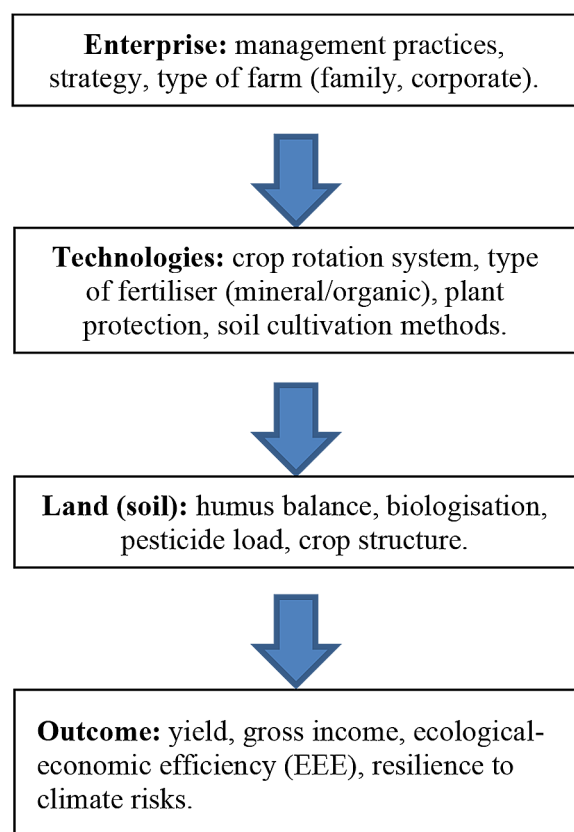 Enterprise: management practices,
strategy, type of farm (family, corporate).
Technologies: crop rotation system, type
of fertiliser (mineral/organic), plant
protection, soil cultivation methods.
Land (soil): humus balance, biologisation,
pesticide load, crop structure.
Outcome: yield, gross income, ecological-
economic efficiency (EEE), resilience to
climate risks.